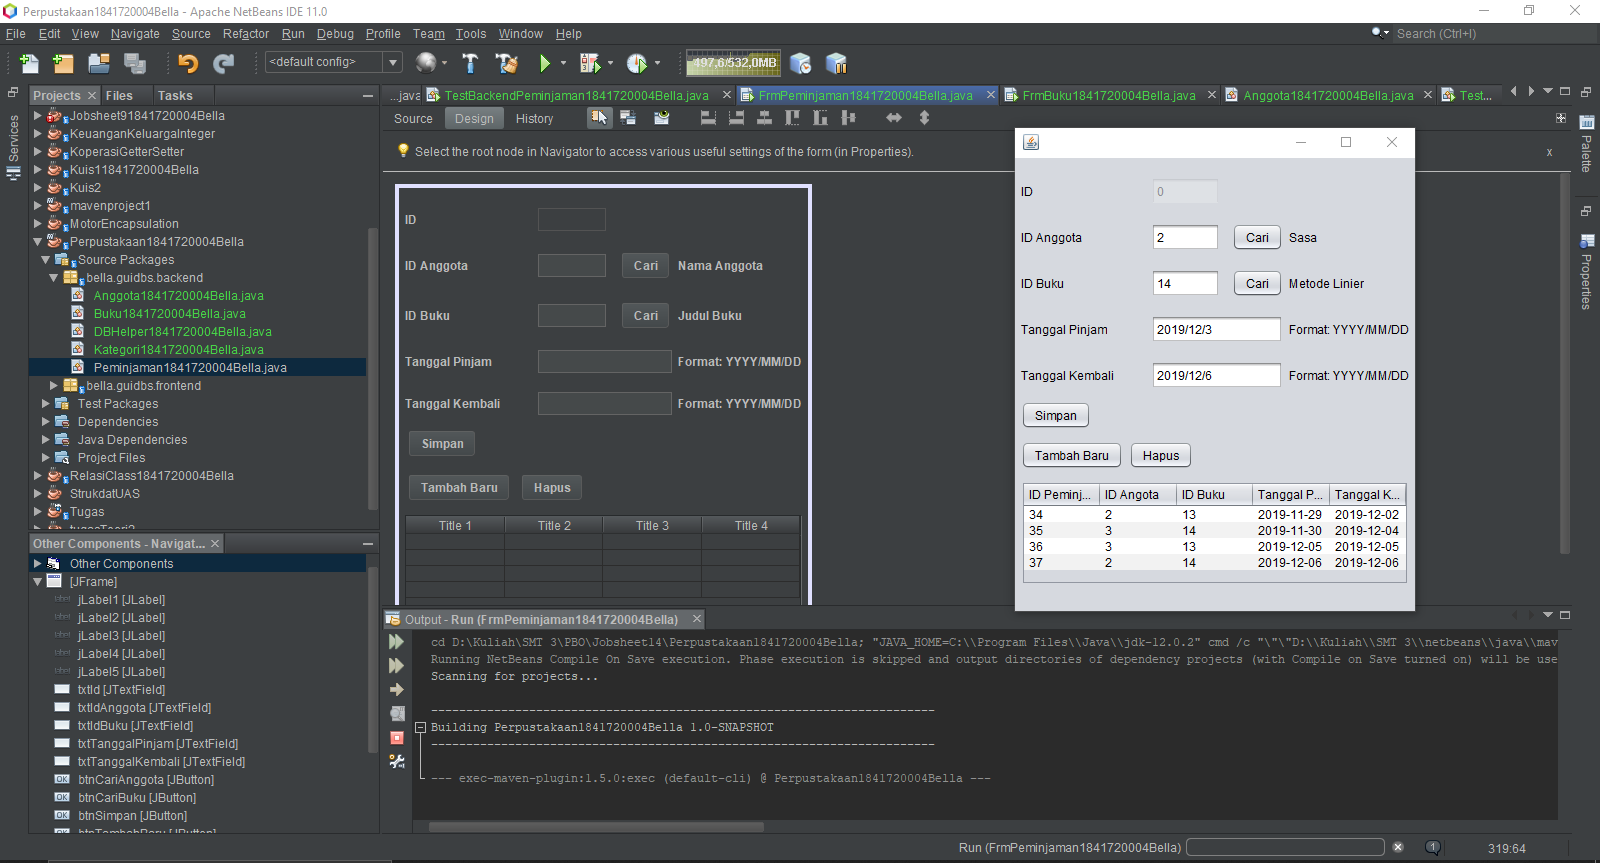 Perpustakaan1841720004Bella - Apache NetBeans IDE 11.0
File Edit View Navigate Source Refactor Run Debug Profile Team Tools Window Help
Search (Ctrl+I)
<default config>
497,6/532,0MB
Projects
Files
Tasks
...java
TestBackendPeminjaman1841720004Bella.java
FrmPeminjaman1841720004Bella.java
FrmBuku1841720004Bella.java
Anggota1841720004Bella.java
Test...
Services
Jobsheet91841720004Bella
KeuanganKeluargaInteger
KoperasiGetterSetter
Kuis11841720004Bella
Kuis2
mavenproject1
MotorEncapsulation
Perpustakaan1841720004Bella
Source Packages
bella.guidbs.backend
Anggota1841720004Bella.java
Buku1841720004Bella.java
DBHelper1841720004Bella.java
Kategori1841720004Bella.java
Peminjaman1841720004Bella.java
bella.guidbs.frontend
Test Packages
Dependencies
Java Dependencies
Project Files
RelasiClass1841720004Bella
StrukdatUAS
Tugas
tugasTeori2
Other Components - Navigat...
Other Components
[JFrame]
label jLabel1 [JLabel]
label jLabel2 [JLabel]
label jLabel3 [JLabel]
label jLabel4 [JLabel]
label jLabel5 [JLabel]
txtId [JTextField]
txtIdAnggota [JTextField]
txtIdBuku [JTextField]
txtTanggalPinjam [JTextField]
txtTanggalKembali [JTextField]
OK btnCariAnggota [JButton]
OK btnCariBuku [JButton]
OK btnSimpan [JButton]
OK btnTambahBaru [JButton]
Source Design History
Select the root node in Navigator to access various useful settings of the form (in Properties).
x
ID
ID Anggota Cari Nama Anggota
ID Buku Cari Judul Buku
Tanggal Pinjam Format: YYYY/MM/DD
Tanggal Kembali Format: YYYY/MM/DD
Simpan
Tambah Baru Hapus
Title 1 Title 2 Title 3 Title 4
ID 0
ID Anggota 2 Cari Sasa
ID Buku 14 Cari Metode Linier
Tanggal Pinjam 2019/12/3 Format: YYYY/MM/DD
Tanggal Kembali 2019/12/6 Format: YYYY/MM/DD
Simpan
Tambah Baru Hapus
ID Peminj... ID Angota ID Buku Tanggal P... Tanggal K...
34 2 13 2019-11-29 2019-12-02
35 3 14 2019-11-30 2019-12-04
36 3 13 2019-12-05 2019-12-05
37 2 14 2019-12-06 2019-12-06
Palette
Properties
Output - Run (FrmPeminjaman1841720004Bella)
cd D:\Kuliah\SMT 3\PBO\Jobsheet14\Perpustakaan1841720004Bella; "JAVA_HOME=C:\\Program Files\\Java\\jdk-12.0.2" cmd /c "\"\"D:\\Kuliah\\SMT 3\\netbeans\\java\\mav
Running NetBeans Compile On Save execution. Phase execution is skipped and output directories of dependency projects (with Compile on Save turned on) will be use
Scanning for projects...
------------------------------------------------------------------------
Building Perpustakaan1841720004Bella 1.0-SNAPSHOT
------------------------------------------------------------------------
--- exec-maven-plugin:1.5.0:exec (default-cli) @ Perpustakaan1841720004Bella ---
Run (FrmPeminjaman1841720004Bella)
1
319:64